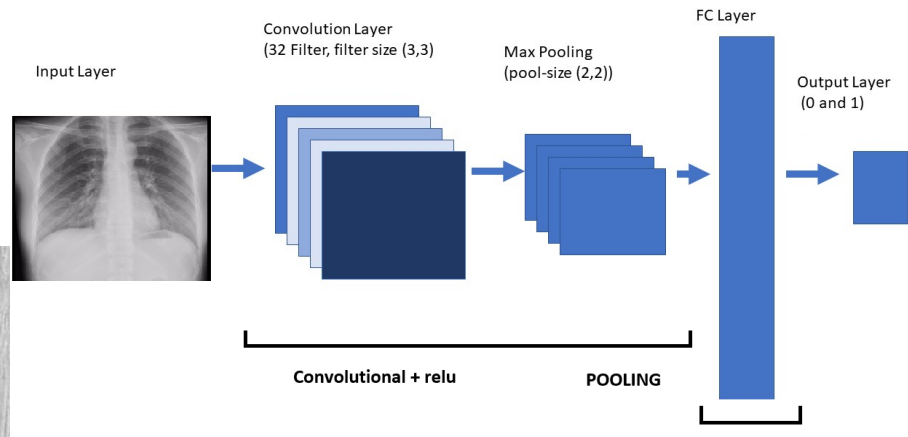 Input Layer
Convolution Layer
(32 Filter, filter size (3,3)
Max Pooling
(pool-size (2,2))
FC Layer
Output Layer
(0 and 1)
Convolutional + relu
POOLING